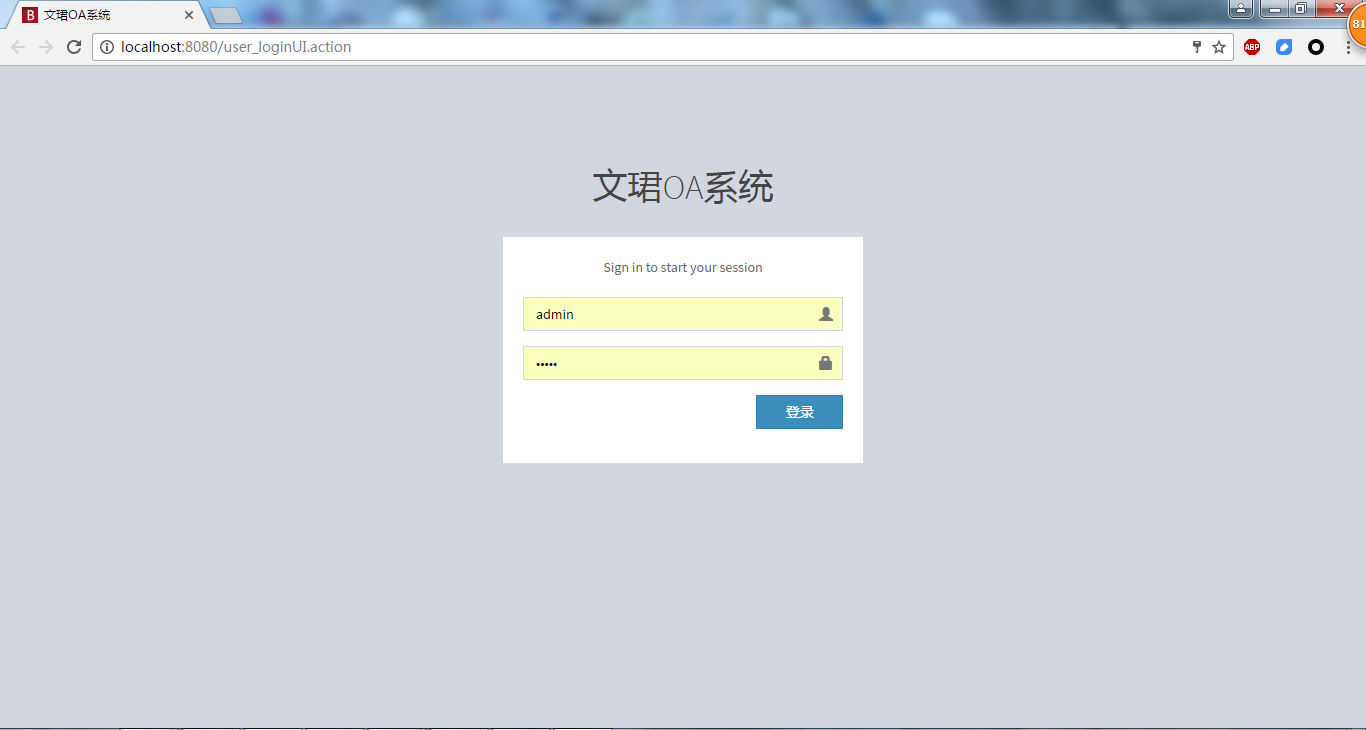 文珺OA系统
localhost:8080/user_loginUI.action
ABP
81
文珺OA系统
Sign in to start your session
admin
•••••
登录